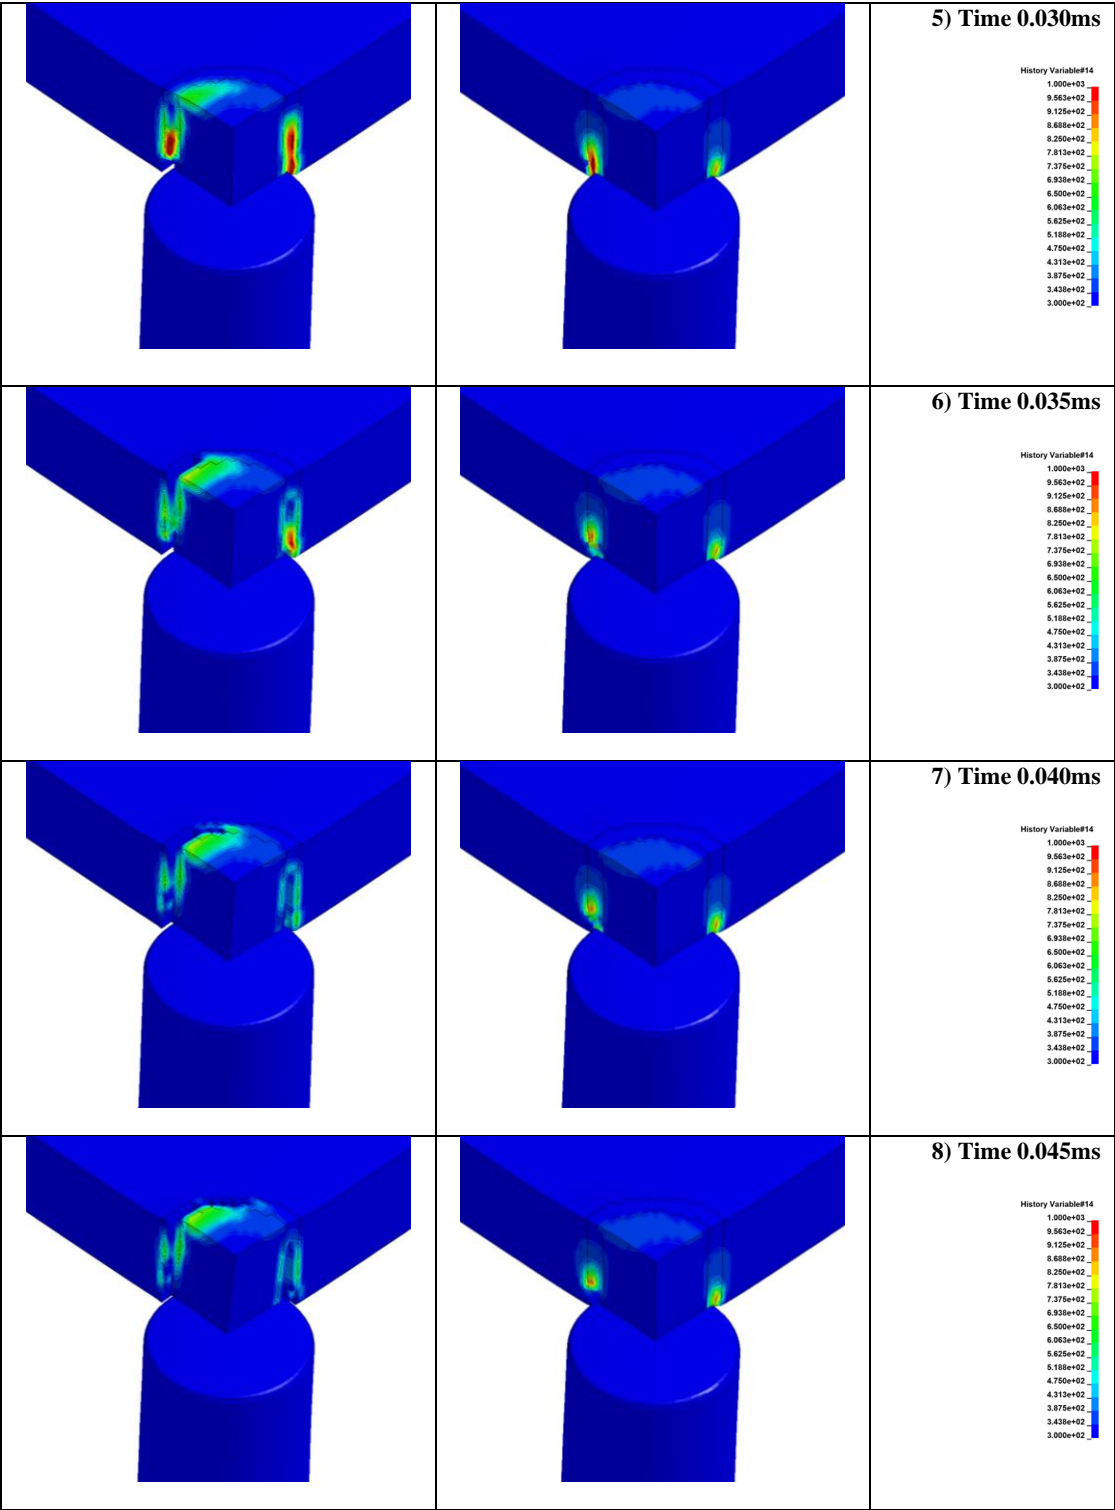 5) Time 0.030ms
History Variable#14
1.000e+03
9.563e+02
9.125e+02
8.688e+02
8.250e+02
7.813e+02
7.375e+02
6.938e+02
6.500e+02
6.063e+02
5.625e+02
5.188e+02
4.750e+02
4.313e+02
3.875e+02
3.438e+02
3.000e+02
6) Time 0.035ms
History Variable#14
1.000e+03
9.563e+02
9.125e+02
8.688e+02
8.250e+02
7.813e+02
7.375e+02
6.938e+02
6.500e+02
6.063e+02
5.625e+02
5.188e+02
4.750e+02
4.313e+02
3.875e+02
3.438e+02
3.000e+02
7) Time 0.040ms
History Variable#14
1.000e+03
9.563e+02
9.125e+02
8.688e+02
8.250e+02
7.813e+02
7.375e+02
6.938e+02
6.500e+02
6.063e+02
5.625e+02
5.188e+02
4.750e+02
4.313e+02
3.875e+02
3.438e+02
3.000e+02
8) Time 0.045ms
History Variable#14
1.000e+03
9.563e+02
9.125e+02
8.688e+02
8.250e+02
7.813e+02
7.375e+02
6.938e+02
6.500e+02
6.063e+02
5.625e+02
5.188e+02
4.750e+02
4.313e+02
3.875e+02
3.438e+02
3.000e+02